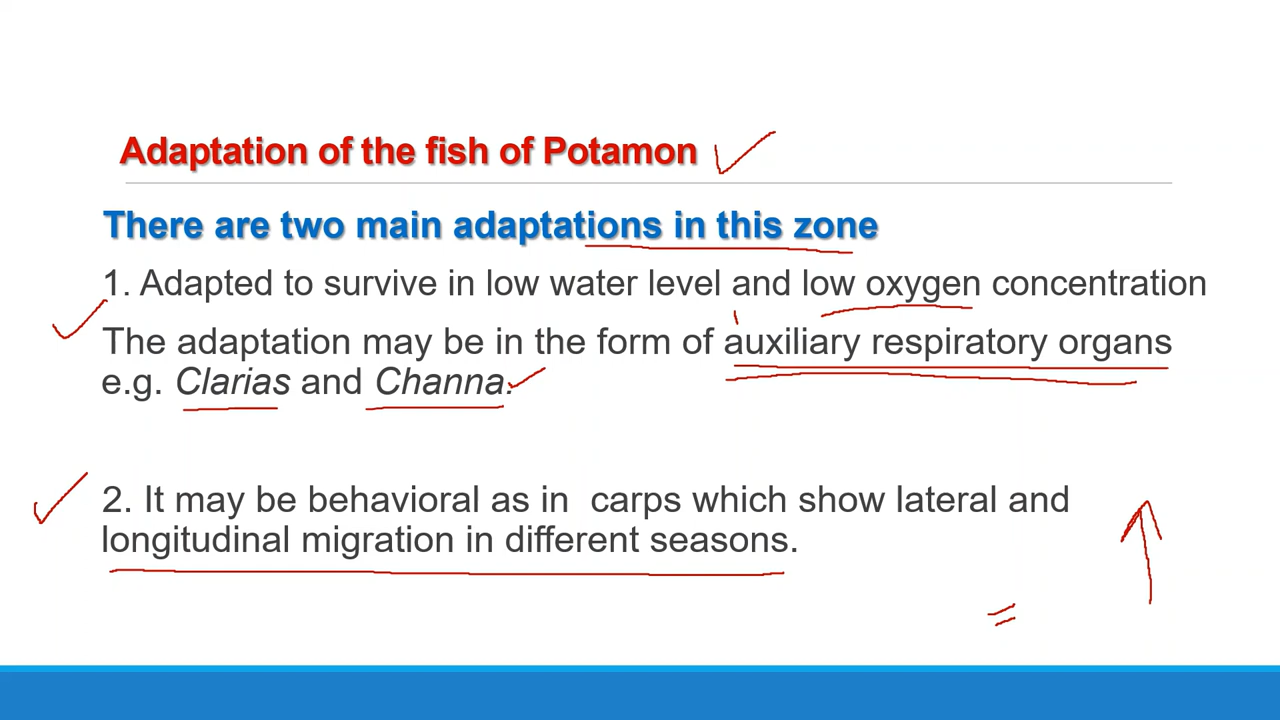 Adaptation of the fish of Potamon
There are two main adaptations in this zone
1. Adapted to survive in low water level and low oxygen concentration
The adaptation may be in the form of auxiliary respiratory organs
e.g. Clarias and Channa.
2. It may be behavioral as in carps which show lateral and
longitudinal migration in different seasons.